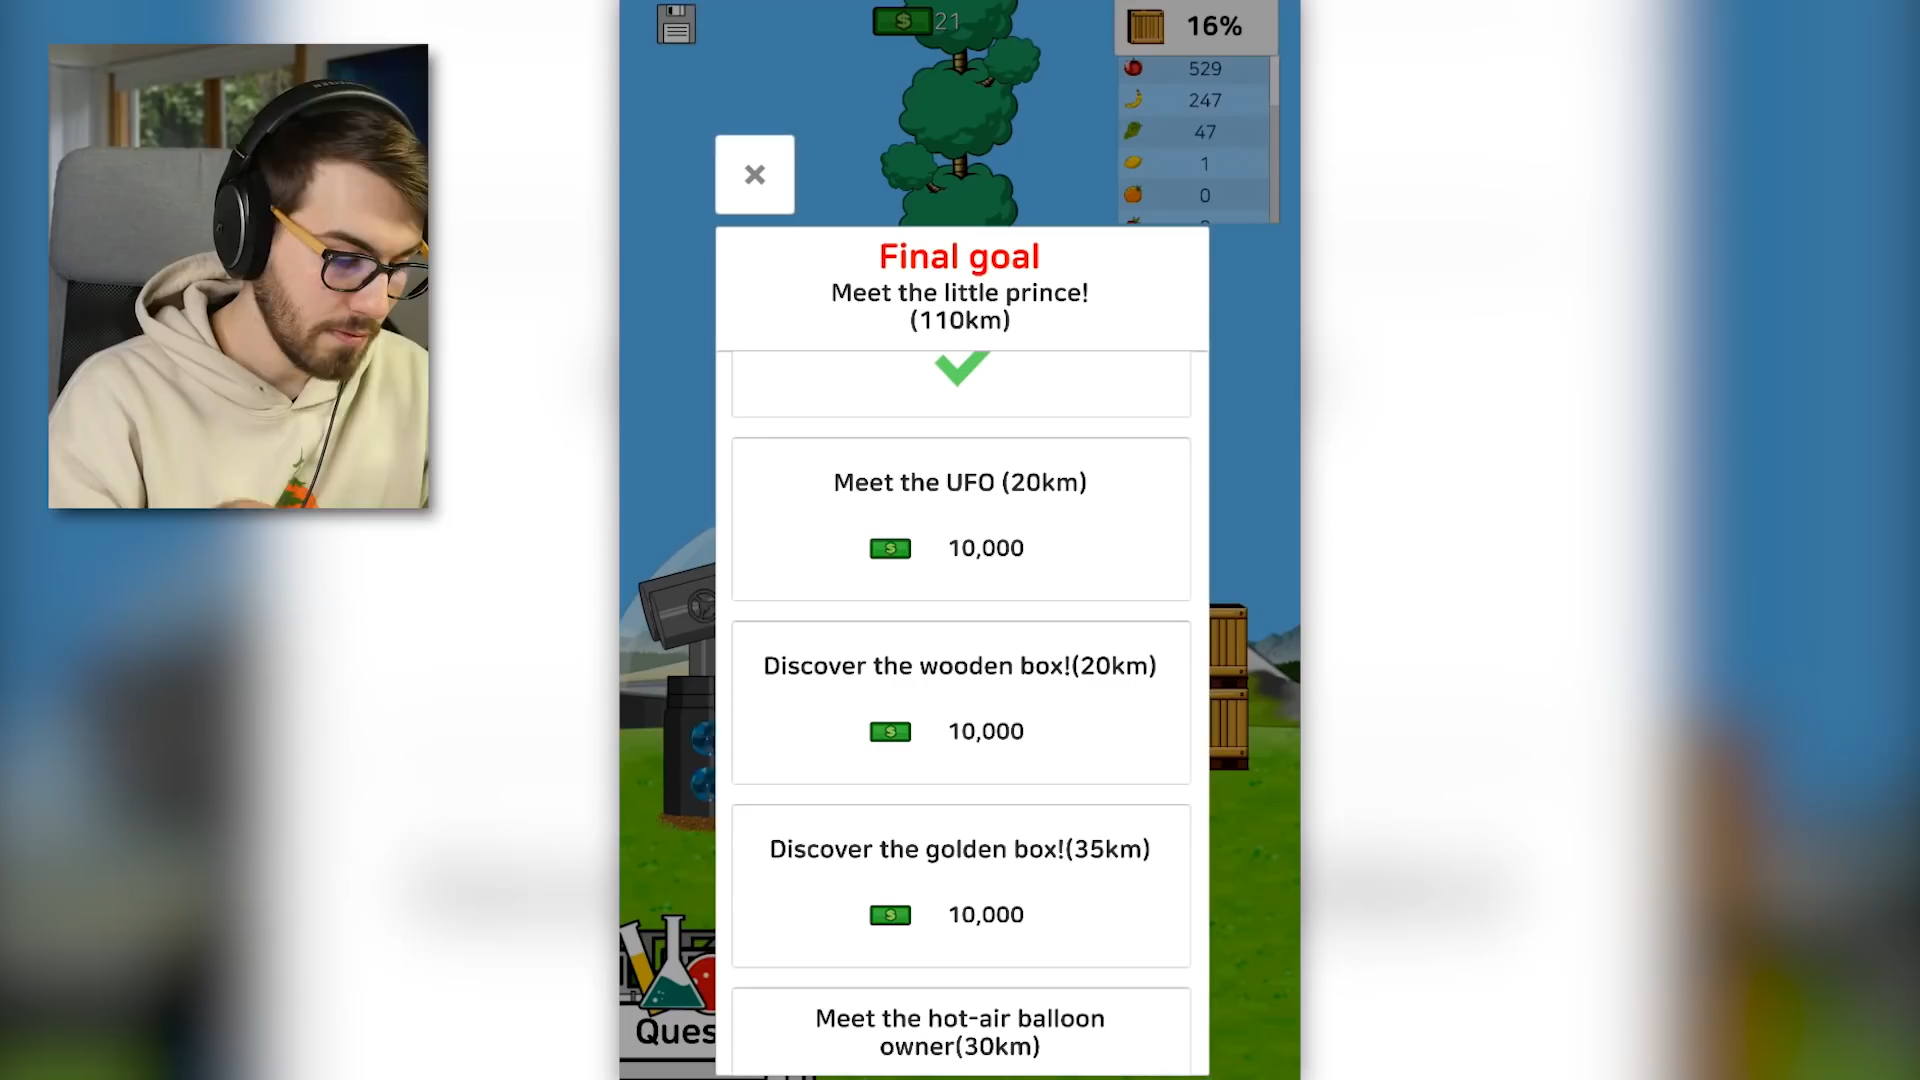 21
16%
529
247
47
1
0
Final goal
Meet the little prince!
(110km)
Meet the UFO (20km)
10,000
Discover the wooden box!(20km)
10,000
Discover the golden box!(35km)
10,000
Meet the hot-air balloon
owner(30km)
Ques